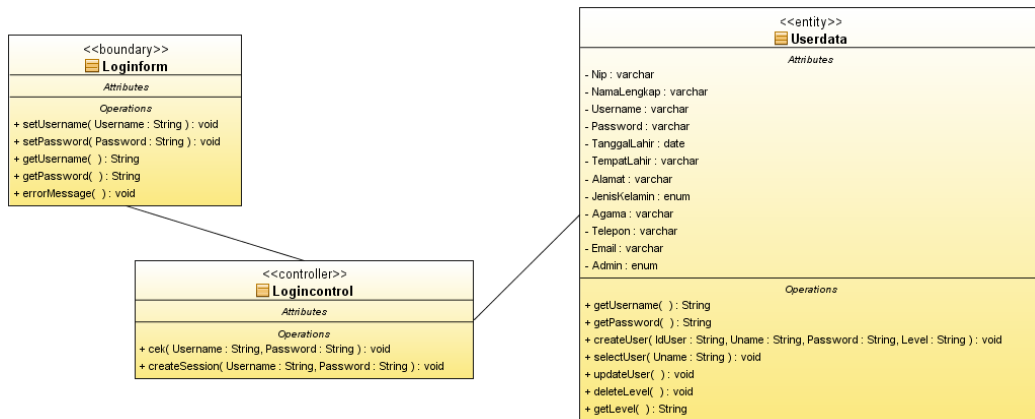 <<boundary>>
Loginform
Attributes
Operations
+ setUsername( Username : String ) : void
+ setPassword( Password : String ) : void
+ getUsername(  ) : String
+ getPassword(  ) : String
+ errorMessage(  ) : void
<<controller>>
Logincontrol
Attributes
Operations
+ cek( Username : String, Password : String ) : void
+ createSession( Username : String, Password : String ) : void
<<entity>>
Userdata
Attributes
- Nip : varchar
- NamaLengkap : varchar
- Username : varchar
- Password : varchar
- TanggalLahir : date
- TempatLahir : varchar
- Alamat : varchar
- JenisKelamin : enum
- Agama : varchar
- Telepon : varchar
- Email : varchar
- Admin : enum
Operations
+ getUsername(  ) : String
+ getPassword(  ) : String
+ createUser( IdUser : String, Uname : String, Password : String, Level : String ) : void
+ selectUser( Uname : String ) : void
+ updateUser(  ) : void
+ deleteLevel(  ) : void
+ getLevel(  ) : String